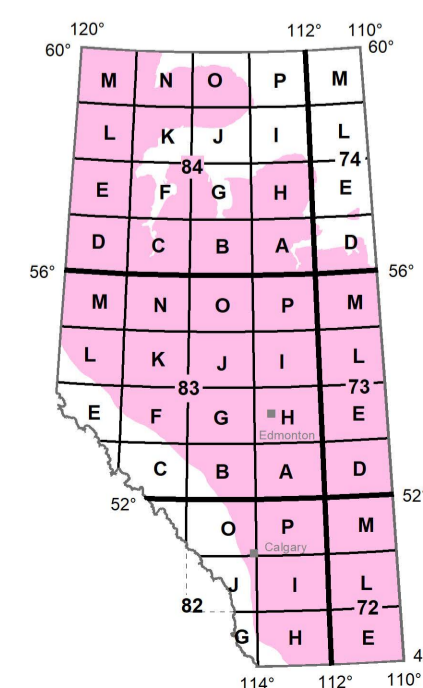 120° 112° 110°
60° 60°
M N O P M
L K J I L
84 74
E F G H E
D C B A D
56° 56°
M N O P M
L K J I L
83 73
E F G H E
Edmonton
C B A D
52° 52
O P M
Calgary
J I L
82 72
G H E
4
114° 112° 110°